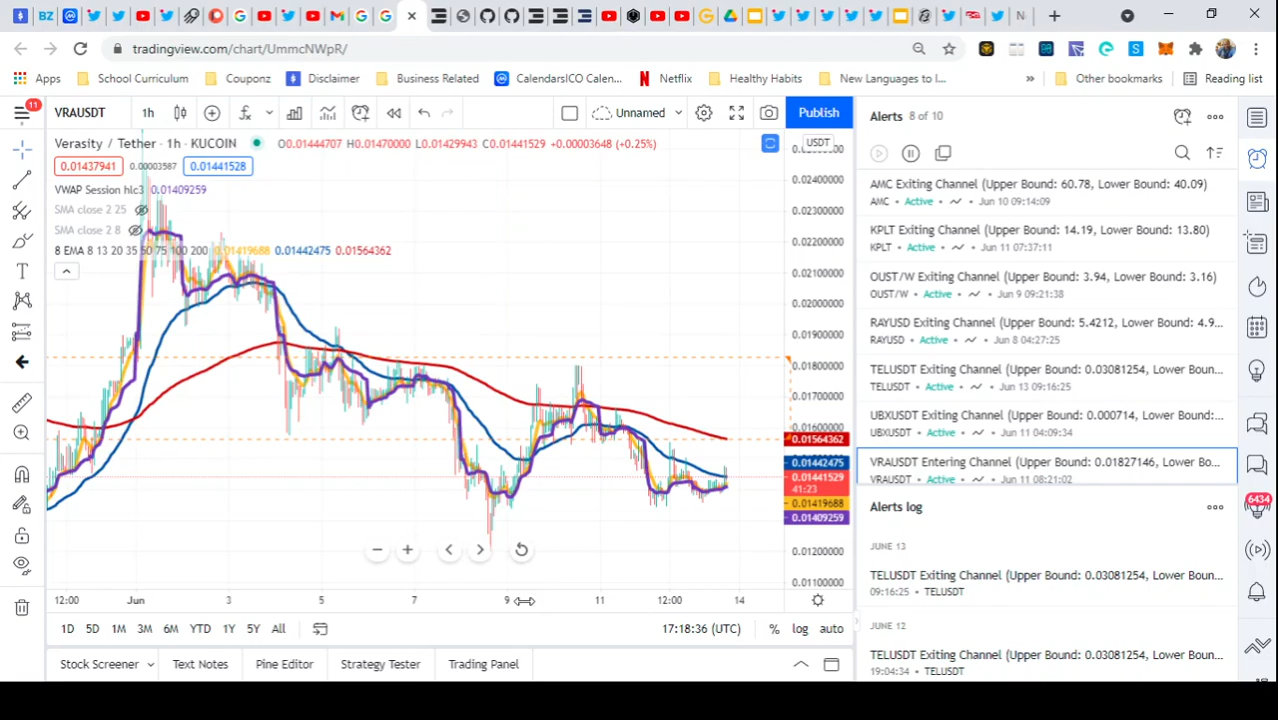 BZ
tradingview.com/chart/UmmcNWpR/
Apps
School Curriculum
Couponz
Disclaimer
Business Related
CalendarsICO Calen...
Netflix
Healthy Habits
New Languages to l...
»
Other bookmarks
Reading list
11
VRAUSDT
1h
Unnamed
Publish
Verasity / Tether · 1h · KUCOIN
O0.01444707 H0.01470000 L0.01429943 C0.01441529 +0.00003648 (+0.25%)
USDT
0.01437941
0.00003587
0.01441528
VWAP Session hlc3 0.01409259
SMA close 2 25
SMA close 2 8
8 EMA 8 13 20 35 50 75 100 200 0.01419688 0.01442475 0.01564362
0.02400000
0.02300000
0.02200000
0.02100000
0.02000000
0.01900000
0.01800000
0.01700000
0.01600000
0.01564362
0.01442475
0.01441529
41:23
0.01419688
0.01409259
0.01200000
0.01100000
12:00
Jun
3
5
7
9
11
12:00
14
1D
5D
1M
3M
6M
YTD
1Y
5Y
All
17:18:36 (UTC)
%
log
auto
Stock Screener
Text Notes
Pine Editor
Strategy Tester
Trading Panel
Alerts 8 of 10
AMC Exiting Channel (Upper Bound: 60.78, Lower Bound: 40.09)
AMC • Active • Jun 10 09:14:09
KPLT Exiting Channel (Upper Bound: 14.19, Lower Bound: 13.80)
KPLT • Active • Jun 11 07:37:11
OUST/W Exiting Channel (Upper Bound: 3.94, Lower Bound: 3.16)
OUST/W • Active • Jun 9 09:21:38
RAYUSD Exiting Channel (Upper Bound: 5.4212, Lower Bound: 4.9...
RAYUSD • Active • Jun 8 04:27:25
TELUSDT Exiting Channel (Upper Bound: 0.03081254, Lower Boun...
TELUSDT • Active • Jun 13 09:16:25
UBXUSDT Exiting Channel (Upper Bound: 0.000714, Lower Bound:...
UBXUSDT • Active • Jun 11 04:09:34
VRAUSDT Entering Channel (Upper Bound: 0.01827146, Lower Bo...
VRAUSDT • Active • Jun 11 08:21:02
Alerts log
JUNE 13
TELUSDT Exiting Channel (Upper Bound: 0.03081254, Lower Boun...
09:16:25 • TELUSDT
JUNE 12
TELUSDT Exiting Channel (Upper Bound: 0.03081254, Lower Boun...
19:04:34 • TELUSDT
6434